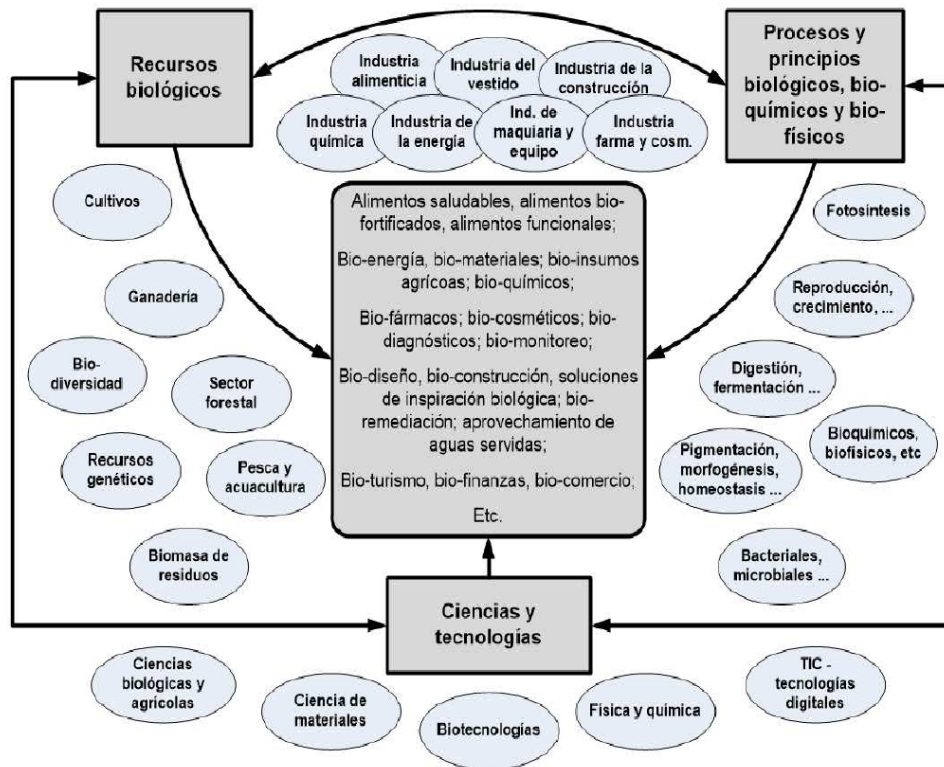 Recursos
biológicos
Procesos y
principios
biológicos, bio-
químicos y bio-
físicos
Industria
alimenticia
Industria del
vestido
Industria de la
construcción
Industria
química
Industria de
la energía
Ind. de
maquiaria y
equipo
Industria
farma y cosm.
Alimentos saludables, alimentos bio-
fortificados, alimentos funcionales;
Bio-energía, bio-materiales; bio-insumos
agrícoas; bio-químicos;
Bio-fármacos; bio-cosméticos; bio-
diagnósticos; bio-monitoreo;
Bio-diseño, bio-construcción, soluciones
de inspiración biológica; bio-
remediación; aprovechamiento de
aguas servidas;
Bio-turismo, bio-finanzas, bio-comercio;
Etc.
Cultivos
Ganadería
Bio-
diversidad
Sector
forestal
Recursos
genéticos
Pesca y
acuacultura
Biomasa de
residuos
Fotosíntesis
Reproducción,
crecimiento, ...
Digestión,
fermentación ...
Bioquímicos,
biofísicos, etc
Pigmentación,
morfogénesis,
homeostasis ...
Bacteriales,
microbiales ...
Ciencias y
tecnologías
Ciencias
biológicas y
agrícolas
Ciencia de
materiales
Biotecnologías
Física y química
TIC -
tecnologías
digitales